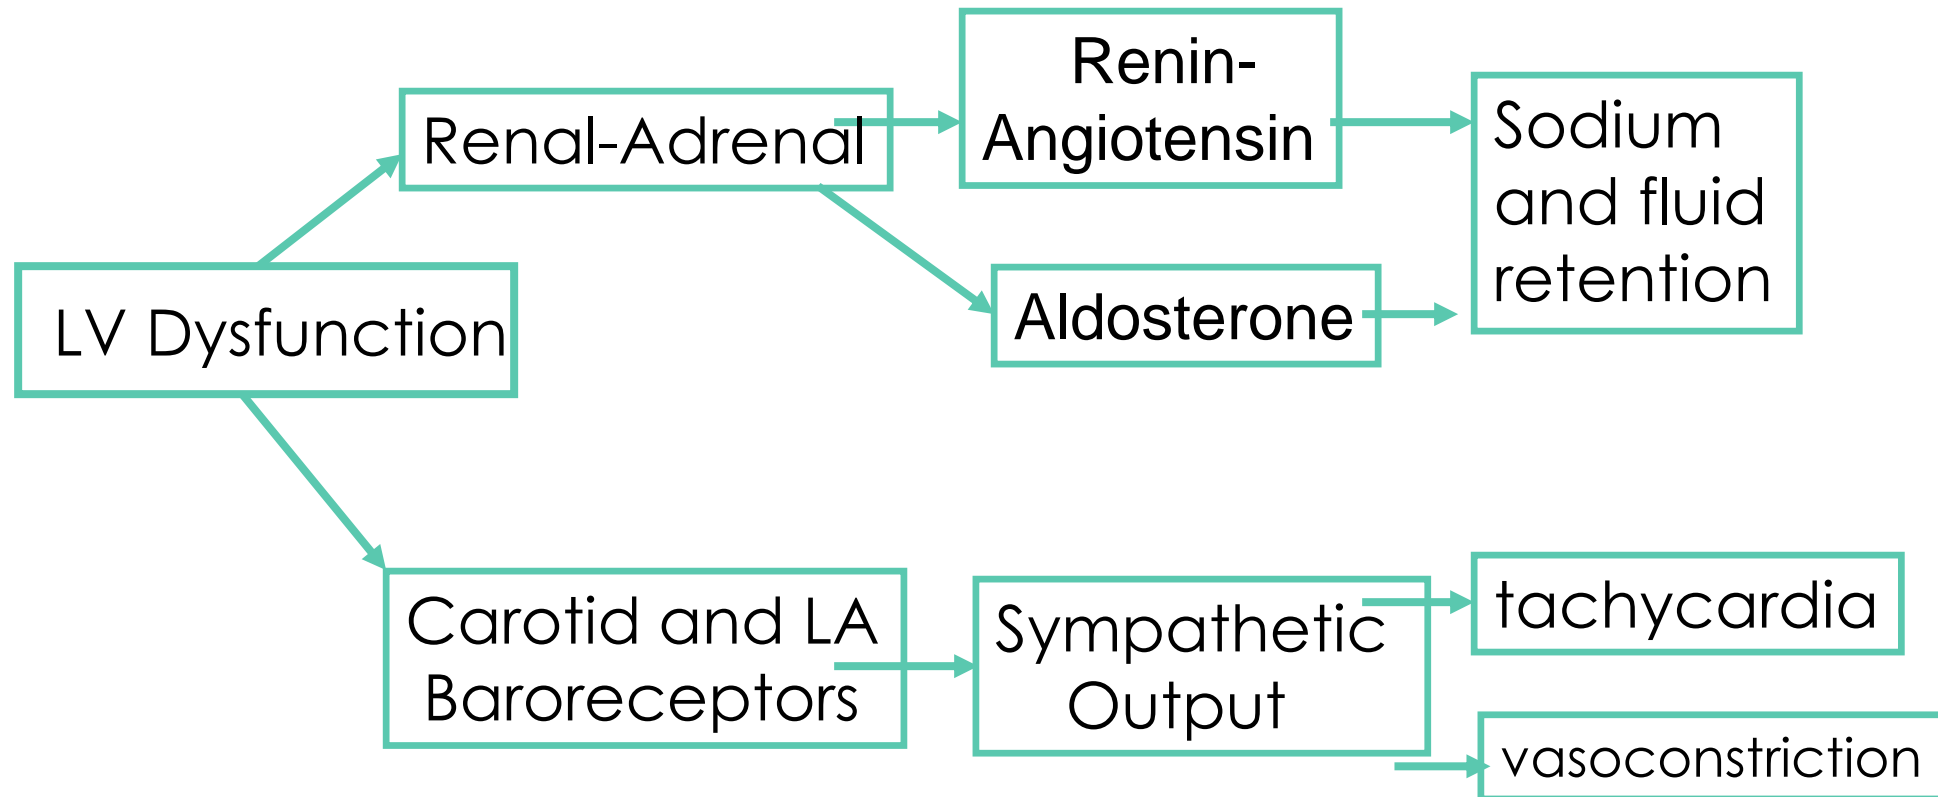 LV Dysfunction
Renal-Adrenal
Renin-
Angiotensin
Aldosterone
Sodium
and fluid
retention
Carotid and LA
Baroreceptors
Sympathetic
Output
tachycardia
vasoconstriction